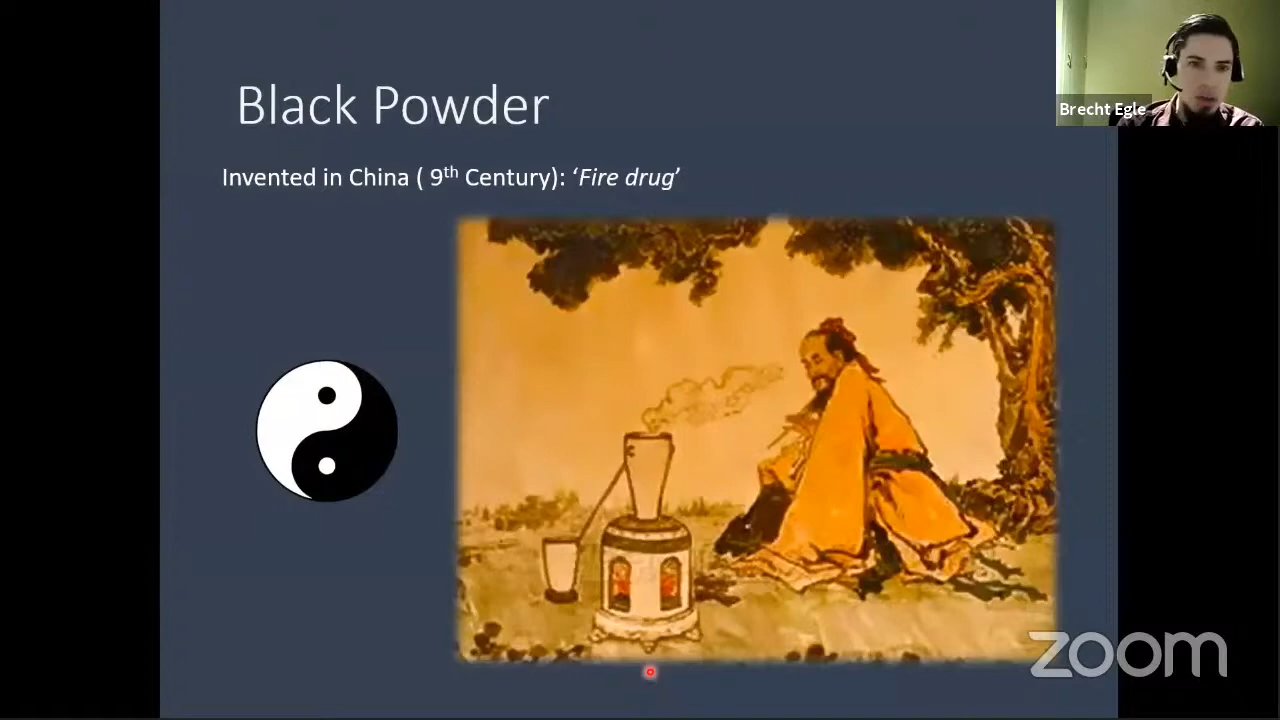 Black Powder
Brecht Egle
Invented in China ( 9th Century): ‘Fire drug’
zoom